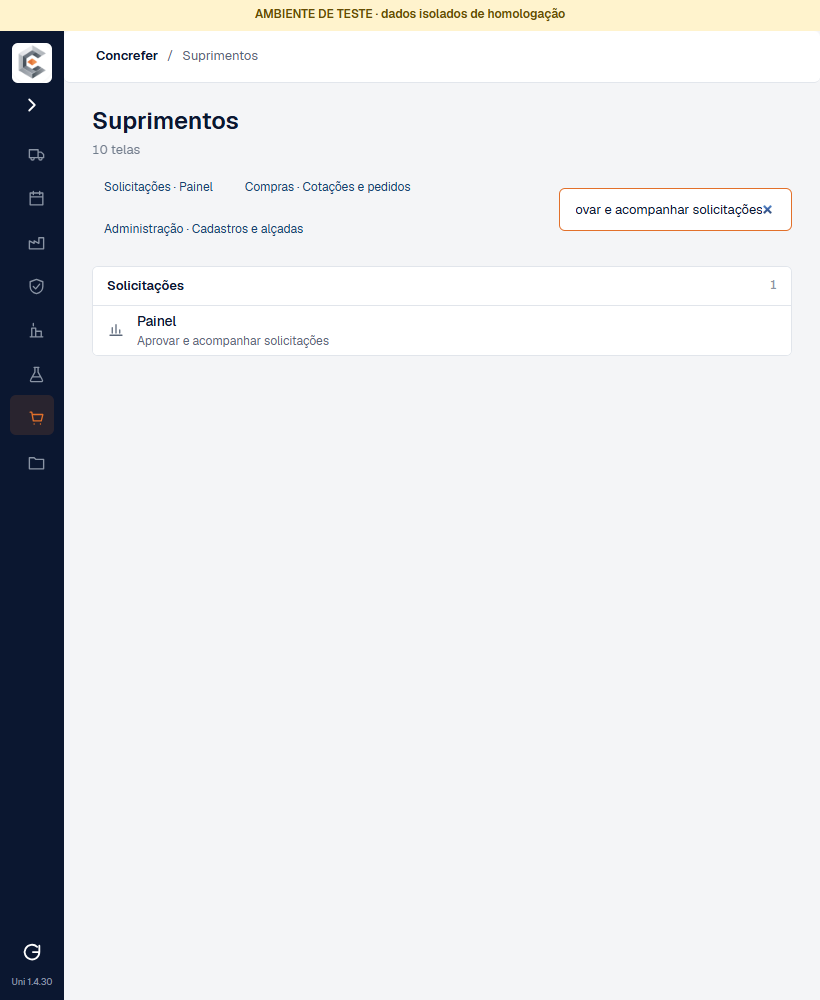 AMBIENTE DE TESTE · dados isolados de homologação
Concrefer / Suprimentos
Suprimentos
10 telas
Solicitações · Painel
Compras · Cotações e pedidos
Administração · Cadastros e alçadas
ovar e acompanhar solicitações
Solicitações 1
Painel
Aprovar e acompanhar solicitações
Uni 1.4.30